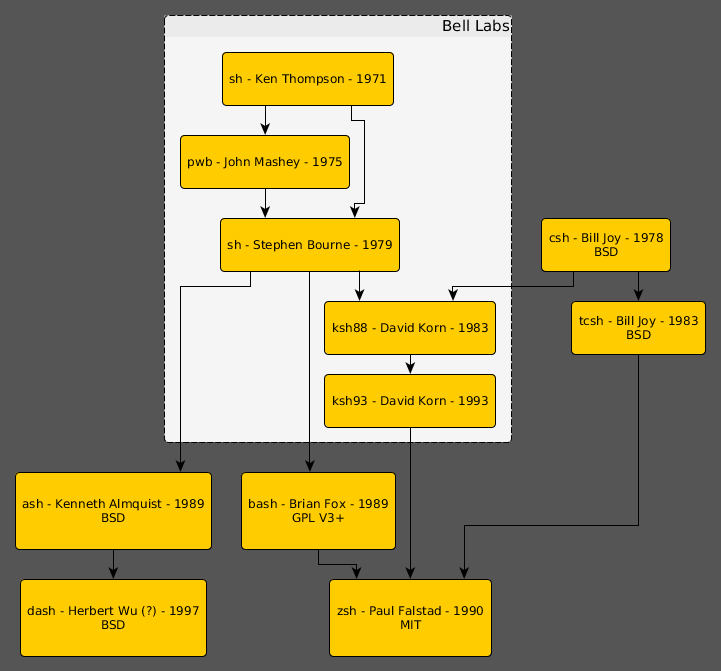 Bell Labs
sh - Ken Thompson - 1971
pwb - John Mashey - 1975
sh - Stephen Bourne - 1979
csh - Bill Joy - 1978
BSD
ksh88 - David Korn - 1983
tcsh - Bill Joy - 1983
BSD
ksh93 - David Korn - 1993
ash - Kenneth Almquist - 1989
BSD
bash - Brian Fox - 1989
GPL V3+
dash - Herbert Wu (?) - 1997
BSD
zsh - Paul Falstad - 1990
MIT